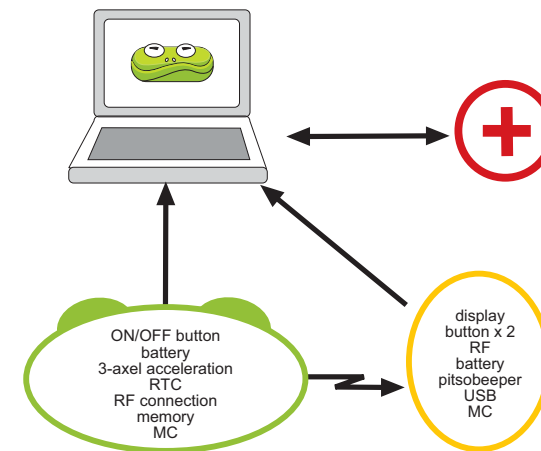 ON/OFF button
battery
3-axel acceleration
RTC
RF connection
memory
MC
display
button x 2
RF
battery
pitsobeeper
USB
MC